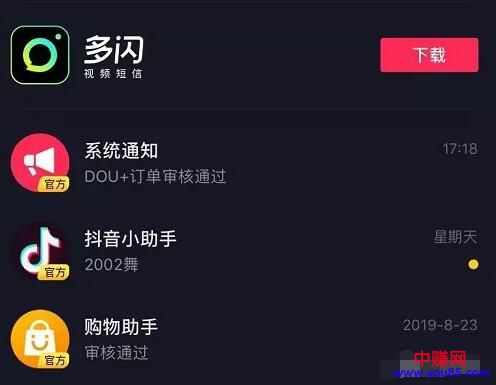 多闪
视频短信
下载
系统通知
17:18
官方
DOU+订单审核通过
抖音小助手
星期天
官方
2002舞
购物助手
2019-8-23
官方
审核通过
中赚网
www.you85.com